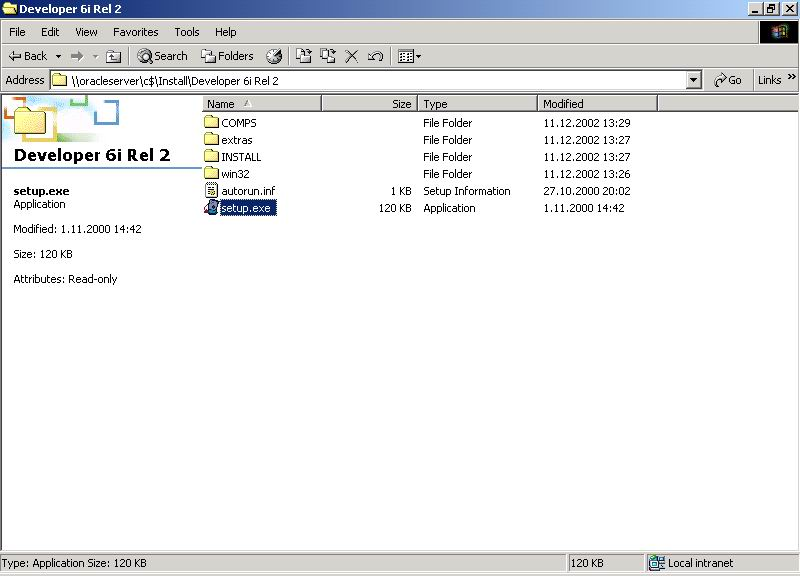 Developer 6i Rel 2
File Edit View Favorites Tools Help
Back Search Folders
Address \\oracleserver\c$\Install\Developer 6i Rel 2 Go Links »
Name Size Type Modified
COMPS File Folder 11.12.2002 13:29
extras File Folder 11.12.2002 13:27
INSTALL File Folder 11.12.2002 13:27
win32 File Folder 11.12.2002 13:26
autorun.inf 1 KB Setup Information 27.10.2000 20:02
setup.exe 120 KB Application 1.11.2000 14:42
Developer 6i Rel 2
setup.exe
Application
Modified: 1.11.2000 14:42
Size: 120 KB
Attributes: Read-only
Type: Application Size: 120 KB 120 KB Local intranet